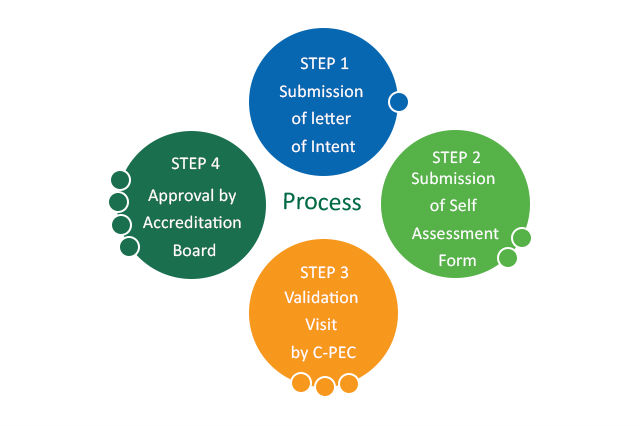 STEP 1
Submission
of letter
of Intent
STEP 2
Submission
of Self
Assessment
Form
STEP 3
Validation
Visit
by C-PEC
STEP 4
Approval by
Accreditation
Board
Process